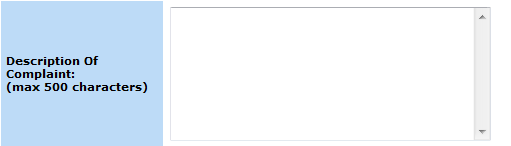 Description Of
Complaint:
(max 500 characters)